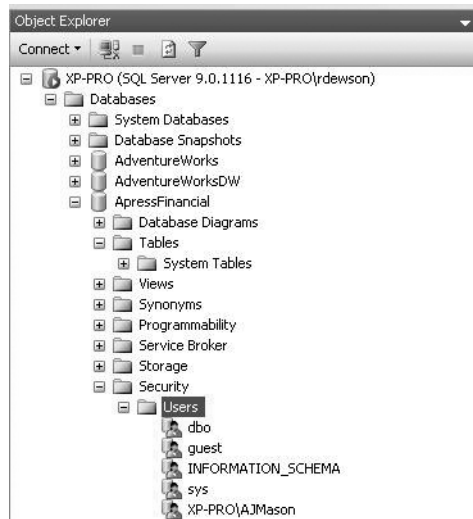 Object Explorer
Connect
XP-PRO (SQL Server 9.0.1116 - XP-PRO\rdewson)
Databases
System Databases
Database Snapshots
AdventureWorks
AdventureWorksDW
ApressFinancial
Database Diagrams
Tables
System Tables
Views
Synonyms
Programmability
Service Broker
Storage
Security
Users
dbo
guest
INFORMATION_SCHEMA
sys
XP-PRO\AJMason